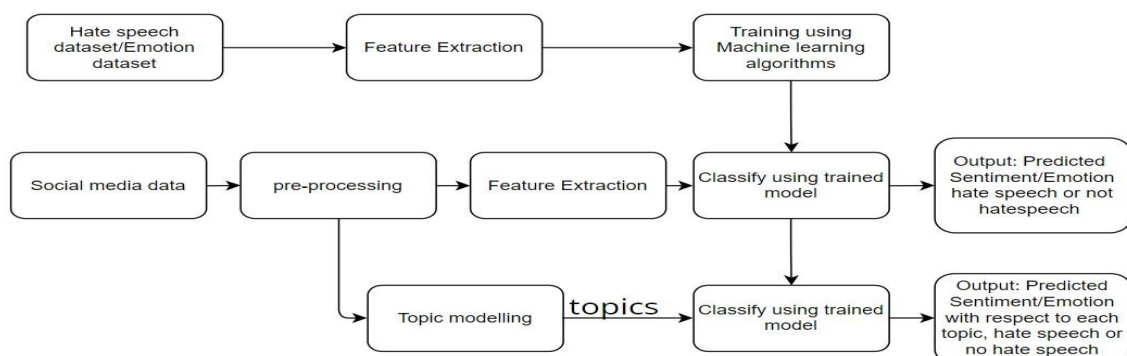 Hate speech
dataset/Emotion
dataset
Feature Extraction
Training using
Machine learning
algorithms
Social media data
pre-processing
Feature Extraction
Classify using trained
model
Output: Predicted
Sentiment/Emotion
hate speech or not
hatespeech
Topic modelling
topics
Classify using trained
model
Output: Predicted
Sentiment/Emotion
with respect to each
topic, hate speech or
no hate speech